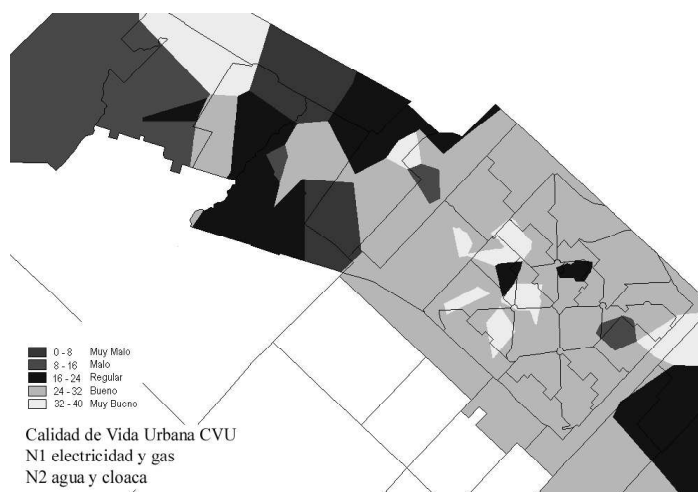 0 - 8 Muy Malo
8 - 16 Malo
16 - 24 Regular
24 - 32 Bueno
32 - 40 Muy Bueno
Calidad de Vida Urbana CVU
N1 electricidad y gas
N2 agua y cloaca